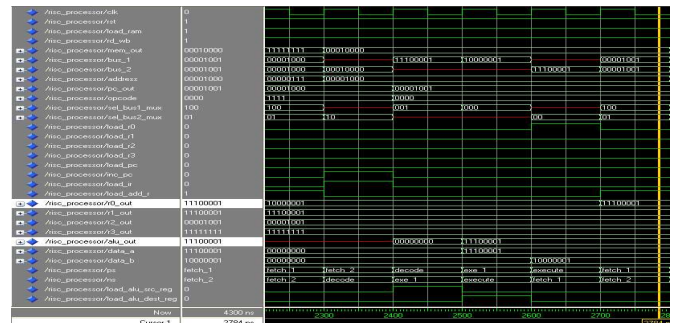 /risc_processor/clk 0
/risc_processor/rst 1
/risc_processor/load_ram 1
/risc_processor/rd_wb 1
/risc_processor/mem_out 00010000 11111111 00010000
/risc_processor/bus_1 00001001 00001000 11100001 10000001 00001001
/risc_processor/bus_2 00001001 00001000 00010000 11100001 00001001
/risc_processor/address 00001000 00000111 00001000
/risc_processor/pc_out 00001001 00001000 00001001
/risc_processor/opcode 0000 1111 0000
/risc_processor/sel_bus1_mux 100 100 001 000 100
/risc_processor/sel_bus2_mux 01 01 10 00 01
/risc_processor/load_r0 0
/risc_processor/load_r1 0
/risc_processor/load_r2 0
/risc_processor/load_r3 0
/risc_processor/load_pc 0
/risc_processor/inc_pc 0
/risc_processor/load_ir 0
/risc_processor/load_add_r 1
/risc_processor/r0_out 11100001 10000001 11100001
/risc_processor/r1_out 11100001 11100001
/risc_processor/r2_out 00001001 00001001
/risc_processor/r3_out 11111111 11111111
/risc_processor/alu_out 11100001 00000000 11100001
/risc_processor/data_a 11100001 00000000 11100001
/risc_processor/data_b 10000001 00000000 10000001
/risc_processor/ps fetch_1 fetch_1 fetch_2 decode exe_1 execute fetch_1
/risc_processor/ns fetch_2 fetch_2 decode exe_1 execute fetch_1 fetch_2
/risc_processor/load_alu_src_reg 0
/risc_processor/load_alu_dest_reg 0
Now 4300 ns 2300 2400 2500 2600 2700
Cursor 1 2784 ns